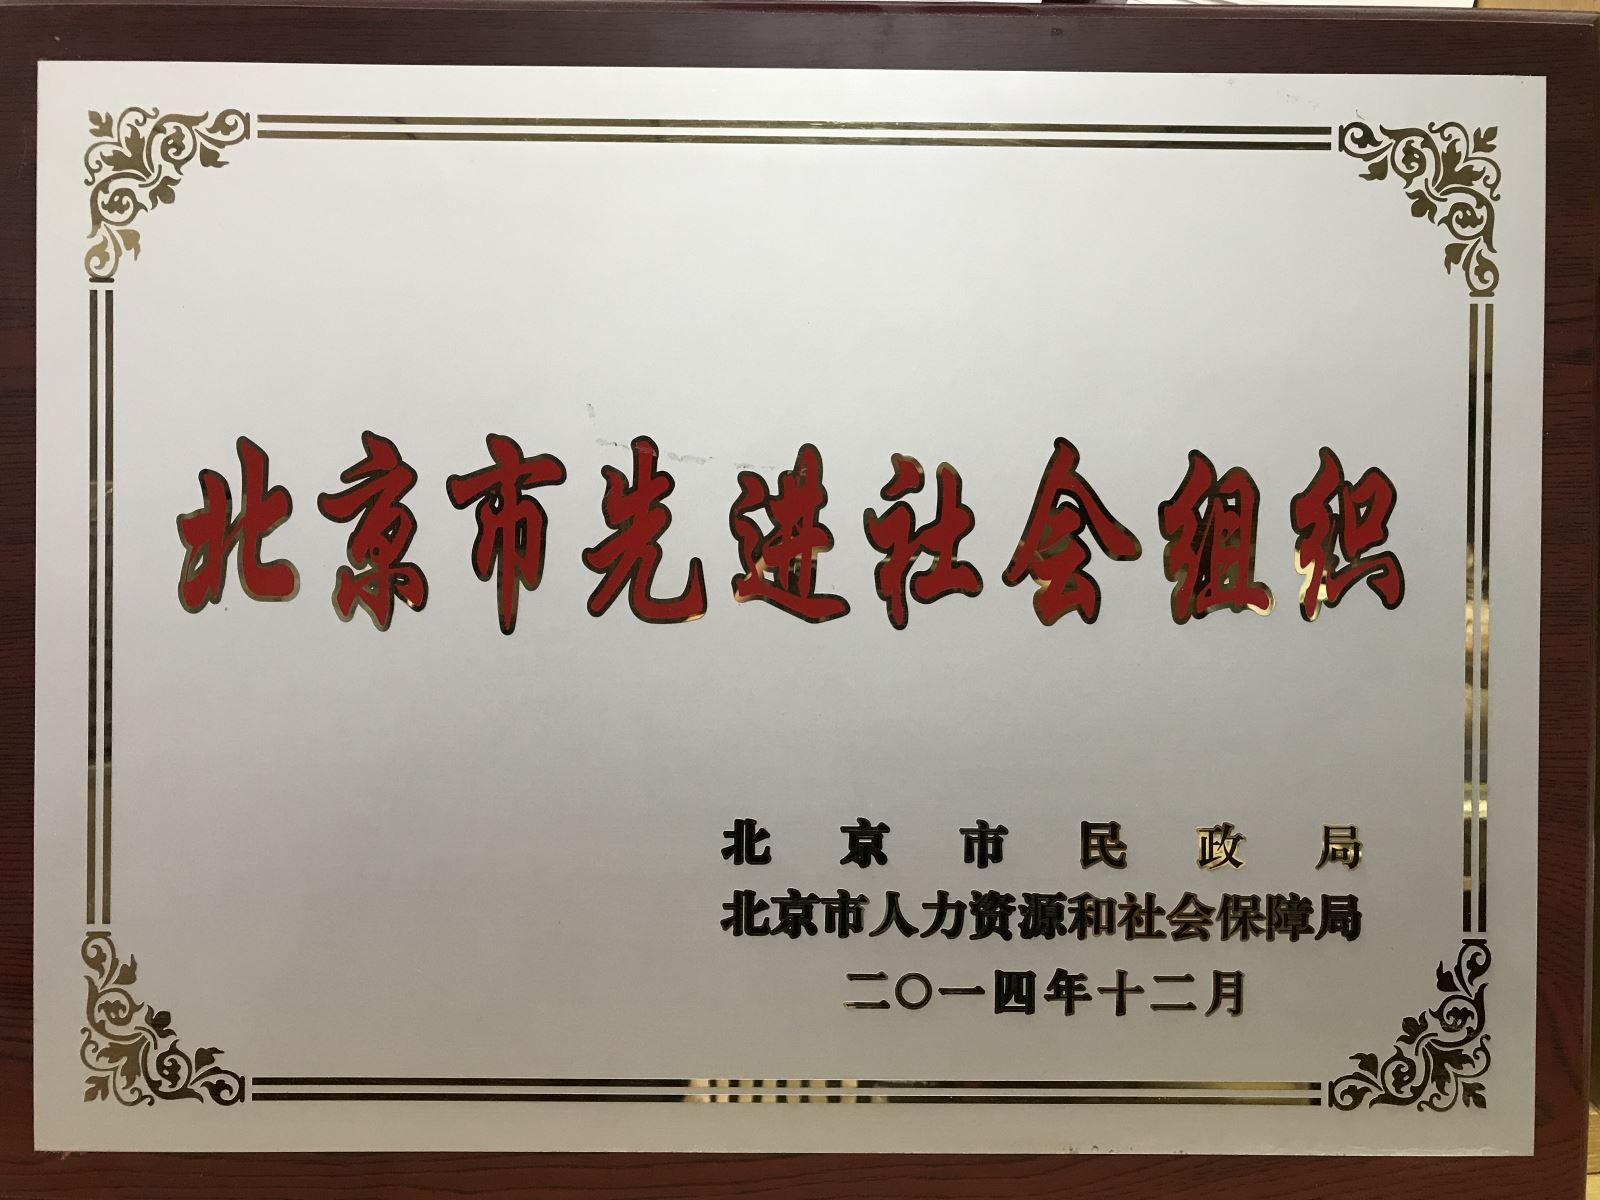 北京市先进社会组织
北京市民政局
北京市人力资源和社会保障局
二〇一四年十二月